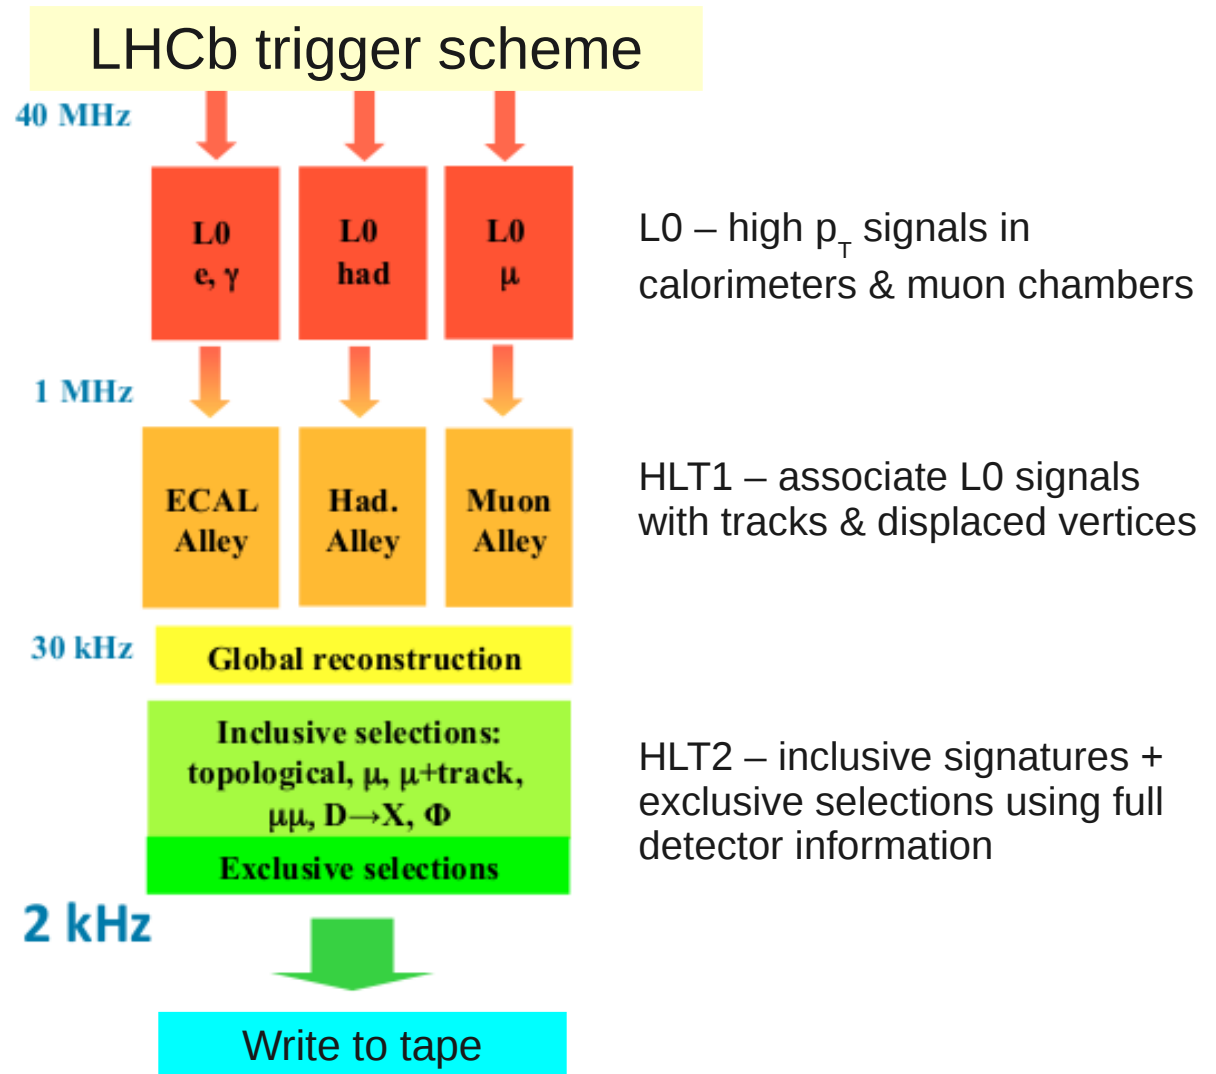 LHCb trigger scheme
40 MHz
L0
e, γ
L0
had
L0
μ
L0 – high pT signals in
calorimeters & muon chambers
1 MHz
ECAL
Alley
Had.
Alley
Muon
Alley
HLT1 – associate L0 signals
with tracks & displaced vertices
30 kHz
Global reconstruction
Inclusive selections:
topological, μ, μ+track,
μμ, D→X, Φ
Exclusive selections
HLT2 – inclusive signatures +
exclusive selections using full
detector information
2 kHz
Write to tape